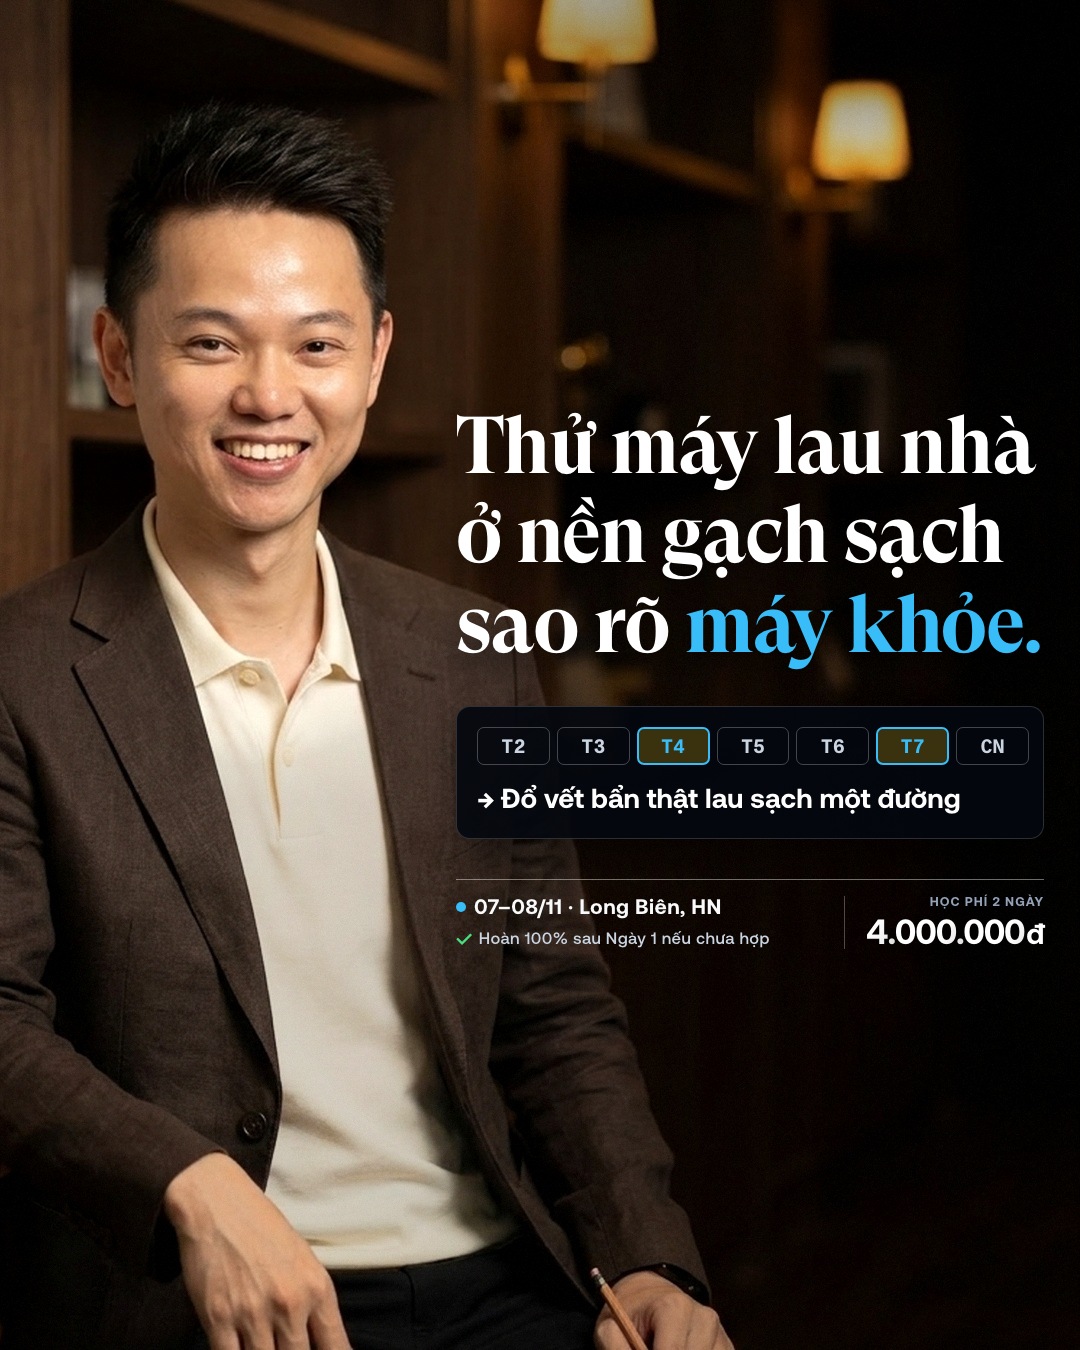 Thử máy lau nhà
ở nền gạch sạch
sao rõ máy khỏe.
T2 T3 T4 T5 T6 T7 CN
→ Đổ vết bẩn thật lau sạch một đường
07–08/11 · Long Biên, HN
✓ Hoàn 100% sau Ngày 1 nếu chưa hợp
HỌC PHÍ 2 NGÀY
4.000.000đ